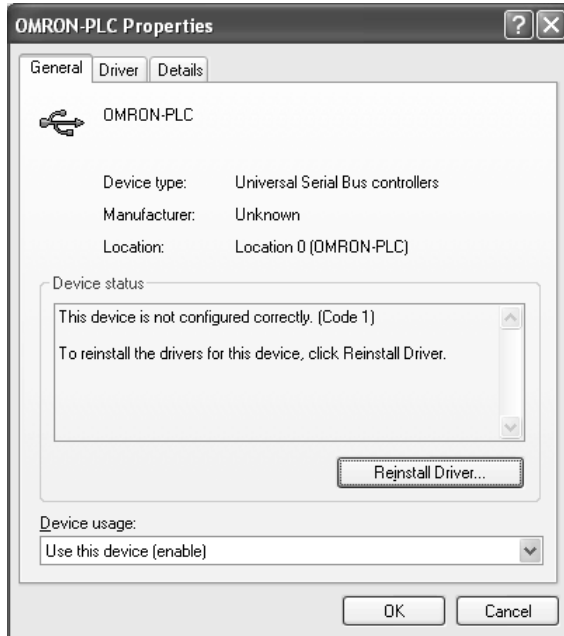 OMRON-PLC Properties
General Driver Details
OMRON-PLC
Device type: Universal Serial Bus controllers
Manufacturer: Unknown
Location: Location 0 (OMRON-PLC)
Device status
This device is not configured correctly. (Code 1)
To reinstall the drivers for this device, click Reinstall Driver.
Reinstall Driver...
Device usage:
Use this device (enable)
OK Cancel